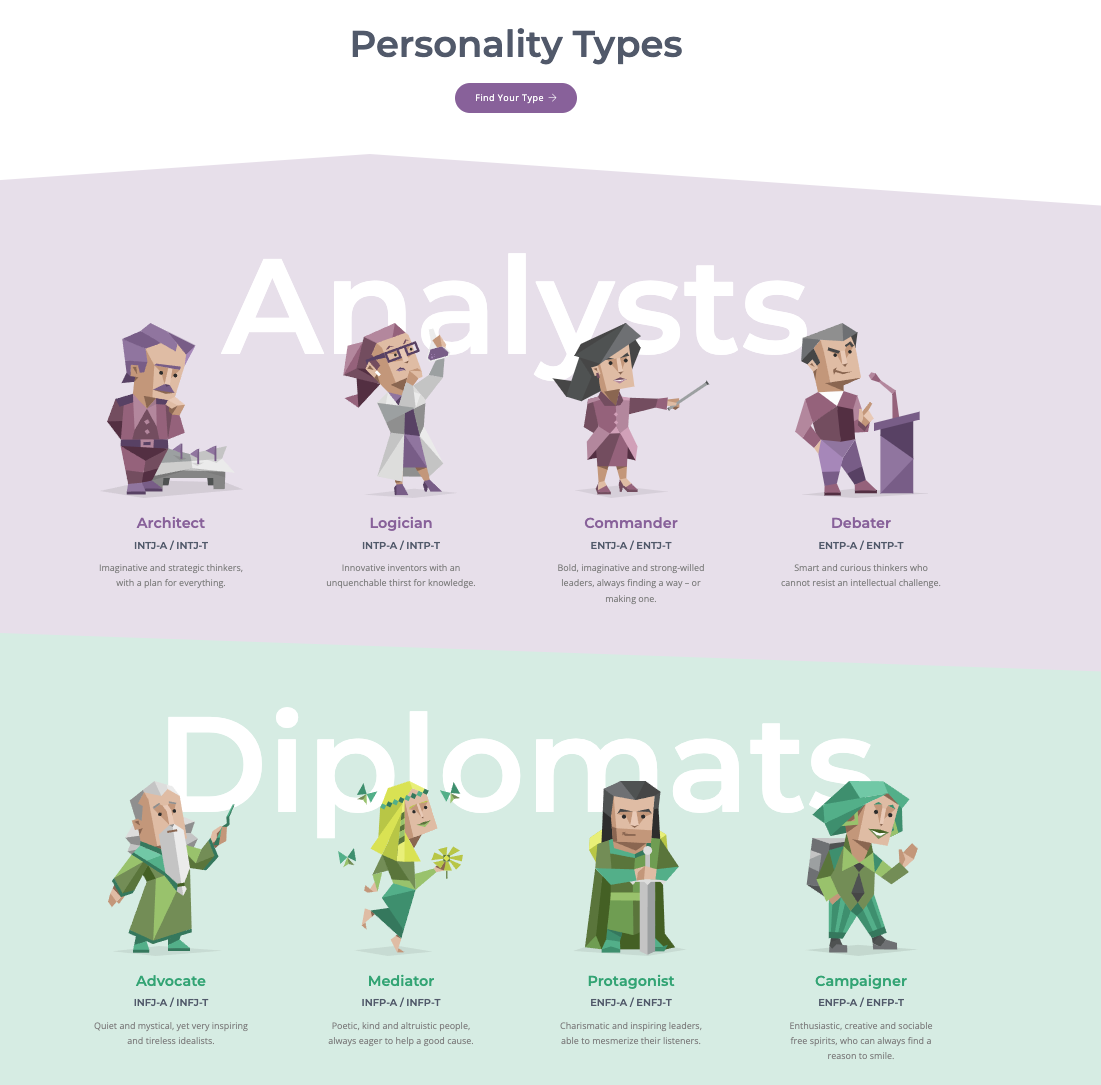 Personality Types
Find Your Type →
Analysts
Architect
INTJ-A / INTJ-T
Imaginative and strategic thinkers,
with a plan for everything.
Logician
INTP-A / INTP-T
Innovative inventors with an
unquenchable thirst for knowledge.
Commander
ENTJ-A / ENTJ-T
Bold, imaginative and strong-willed
leaders, always finding a way – or
making one.
Debater
ENTP-A / ENTP-T
Smart and curious thinkers who
cannot resist an intellectual challenge.
Diplomats
Advocate
INFJ-A / INFJ-T
Quiet and mystical, yet very inspiring
and tireless idealists.
Mediator
INFP-A / INFP-T
Poetic, kind and altruistic people,
always eager to help a good cause.
Protagonist
ENFJ-A / ENFJ-T
Charismatic and inspiring leaders,
able to mesmerize their listeners.
Campaigner
ENFP-A / ENFP-T
Enthusiastic, creative and sociable
free spirits, who can always find a
reason to smile.